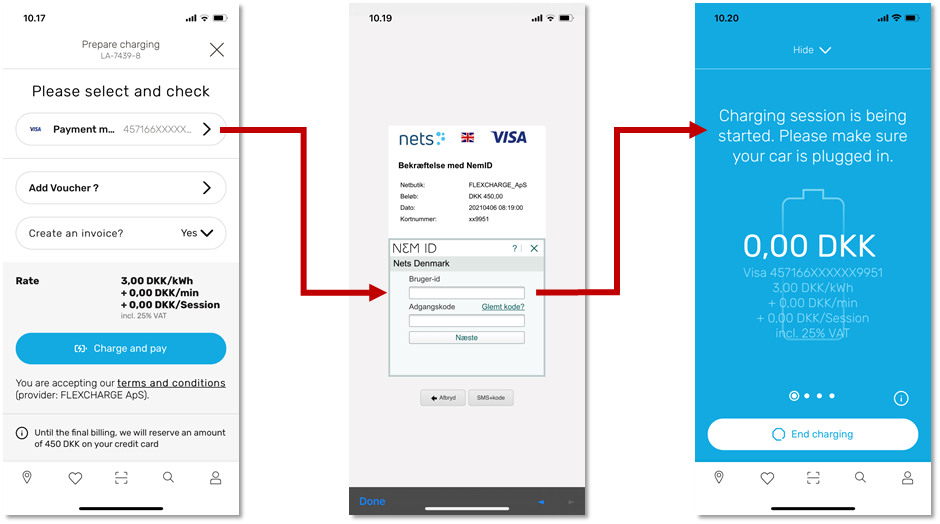 10.17
Prepare charging
LA-7439-8
Please select and check
VISA Payment m... 457166XXXXX...
Add Voucher ?
Create an invoice? Yes
Rate 3,00 DKK/kWh
+ 0,00 DKK/min
+ 0,00 DKK/Session
incl. 25% VAT
Charge and pay
You are accepting our terms and conditions
(provider: FLEXCHARGE ApS).
Until the final billing, we will reserve an amount
of 450 DKK on your credit card
10.19
nets VISA
Bekræftelse med NemID
Netbutik: FLEXCHARGE_ApS
Beløb: DKK 450,00
Dato: 20210406 08:19:00
Kortnummer: xx9951
NEM ID ?
Nets Denmark
Bruger-id
Adgangskode Glemt kode?
Næste
Afbryd SMS+kode
Done
10.20
Hide
Charging session is being
started. Please make sure
your car is plugged in.
0,00 DKK
Visa 457166XXXXXX9951
3,00 DKK/kWh
+ 0,00 DKK/min
+ 0,00 DKK/Session
incl. 25% VAT
End charging